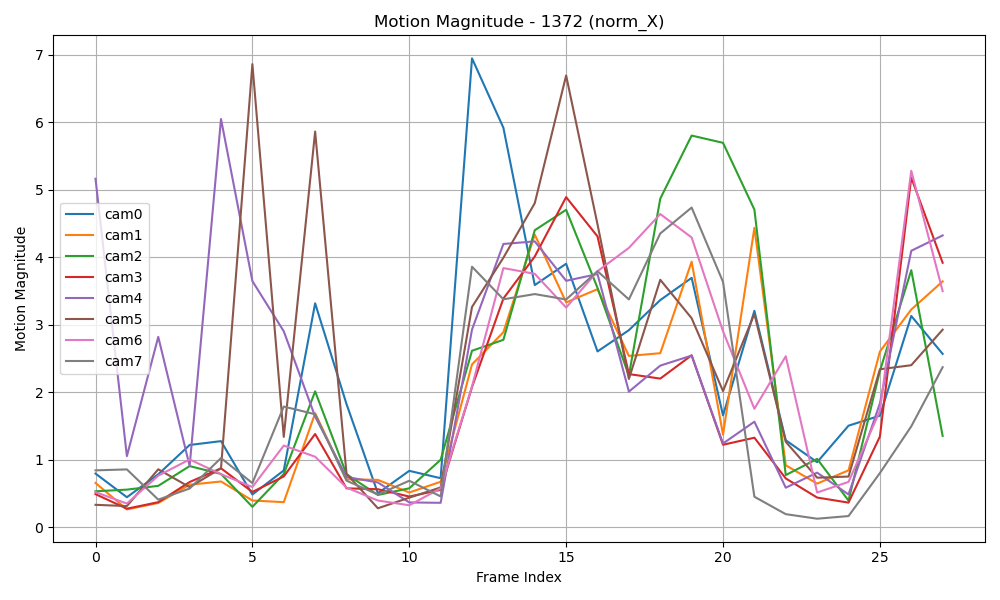 Motion Magnitude - 1372 (norm_X)
Motion Magnitude
7
6
5
4
3
2
1
0
cam0
cam1
cam2
cam3
cam4
cam5
cam6
cam7
0 5 10 15 20 25
Frame Index